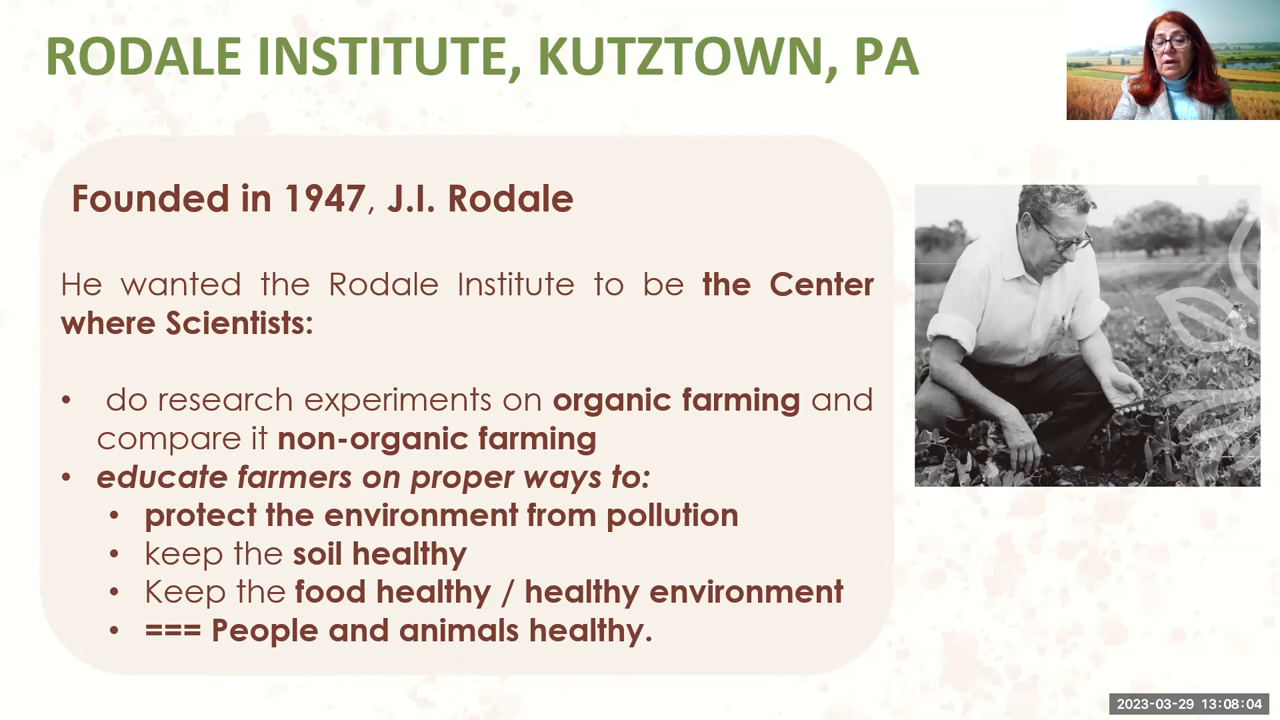 RODALE INSTITUTE, KUTZTOWN, PA
Founded in 1947, J.I. Rodale
He wanted the Rodale Institute to be the Center
where Scientists:
• do research experiments on organic farming and
compare it non-organic farming
• educate farmers on proper ways to:
• protect the environment from pollution
• keep the soil healthy
• Keep the food healthy / healthy environment
• === People and animals healthy.
2023-03-29 13:08:04